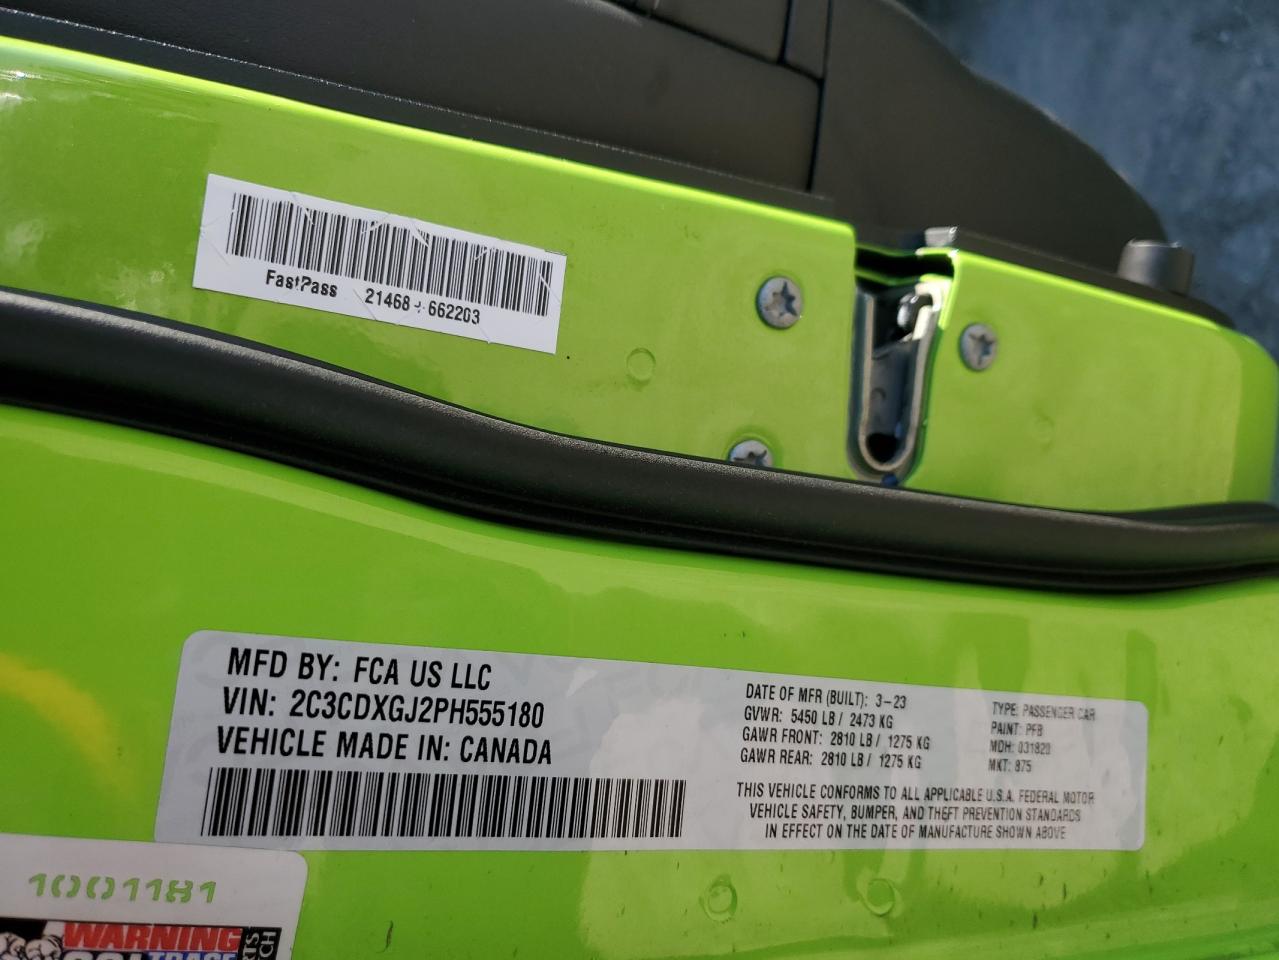 FastPass 21468 662203
MFD BY: FCA US LLC
VIN: 2C3CDXGJ2PH555180
VEHICLE MADE IN: CANADA
DATE OF MFR (BUILT): 3-23
GVWR: 5450 LB / 2473 KG
GAWR FRONT: 2810 LB / 1275 KG
GAWR REAR: 2810 LB / 1275 KG
TYPE: PASSENGER CAR
PAINT: PFB
MDH: 031820
MKT: 875
THIS VEHICLE CONFORMS TO ALL APPLICABLE U.S.A. FEDERAL MOTOR
VEHICLE SAFETY, BUMPER, AND THEFT PREVENTION STANDARDS
IN EFFECT ON THE DATE OF MANUFACTURE SHOWN ABOVE
1001181
WARNING